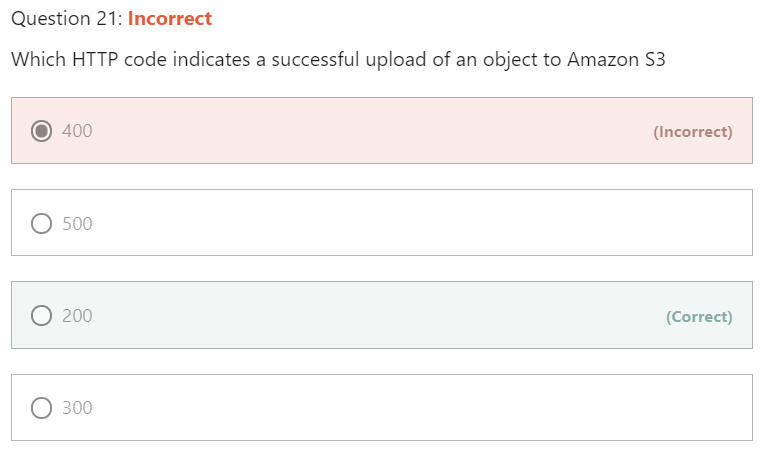 Question 21: Incorrect
Which HTTP code indicates a successful upload of an object to Amazon S3
400 (Incorrect)
500
200 (Correct)
300